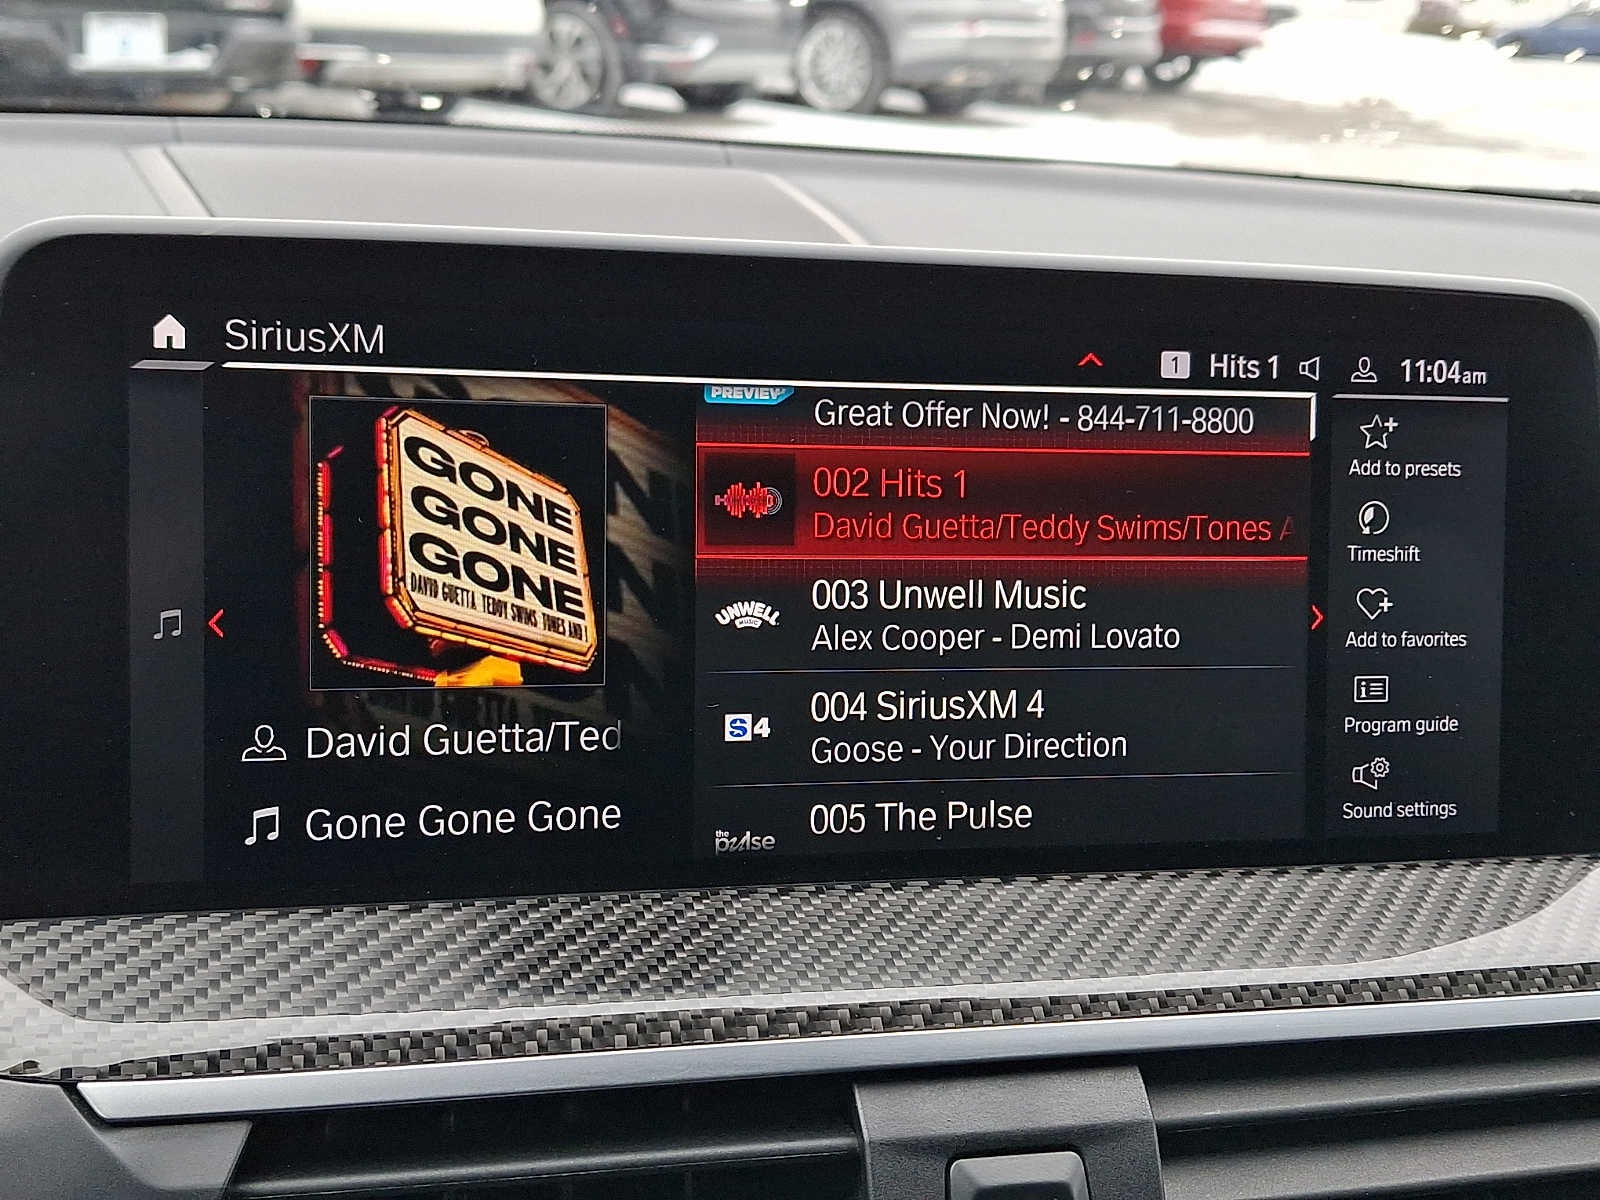 SiriusXM
1 Hits 1
11:04am
GONE
GONE
GONE
DAVID GUETTA TEDDY SWIMS TONES AND I
David Guetta/Ted
Gone Gone Gone
PREVIEW
Great Offer Now! - 844-711-8800
002 Hits 1
David Guetta/Teddy Swims/Tones A
UNWELL
MUSIC
003 Unwell Music
Alex Cooper - Demi Lovato
S 4
004 SiriusXM 4
Goose - Your Direction
the
pulse
005 The Pulse
Add to presets
Timeshift
Add to favorites
Program guide
Sound settings